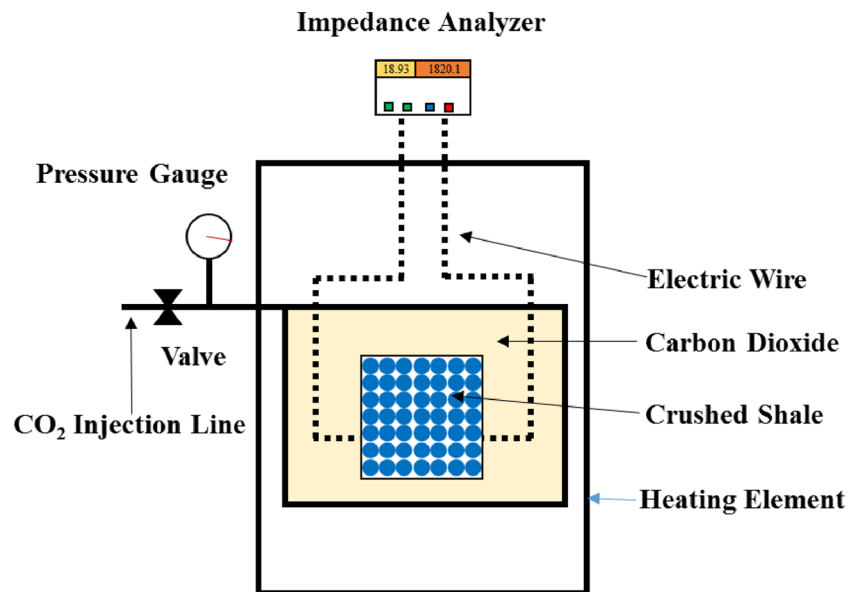 Impedance Analyzer
18.93 1820.1
Pressure Gauge
Electric Wire
Valve
Carbon Dioxide
CO₂ Injection Line
Crushed Shale
Heating Element